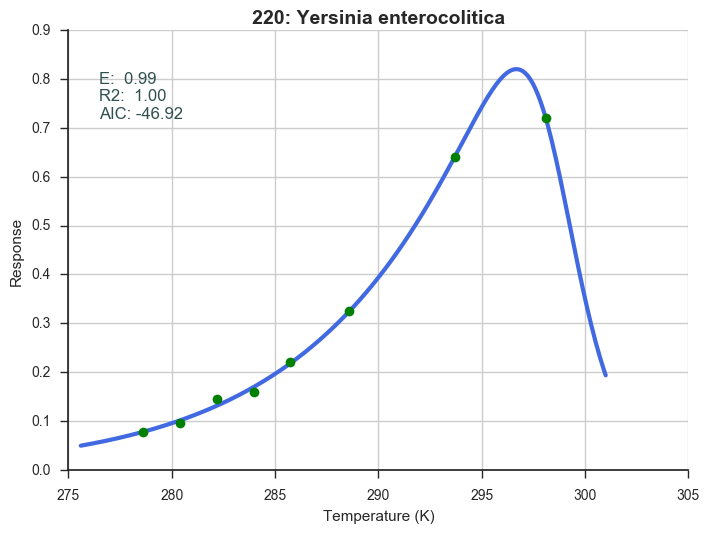 220: Yersinia enterocolitica
E:  0.99
R2:  1.00
AIC: -46.92
Response
0.9
0.8
0.7
0.6
0.5
0.4
0.3
0.2
0.1
0.0
275 280 285 290 295 300 305
Temperature (K)